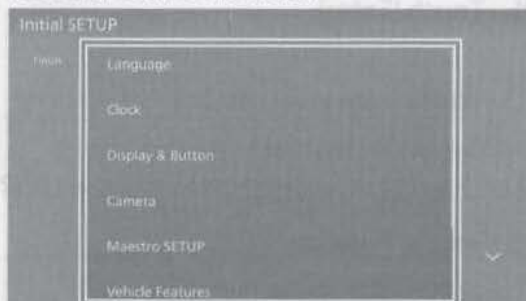 Initial SETUP
Finish
Language
Clock
Display & Button
Camera
Maestro SETUP
Vehicle Features